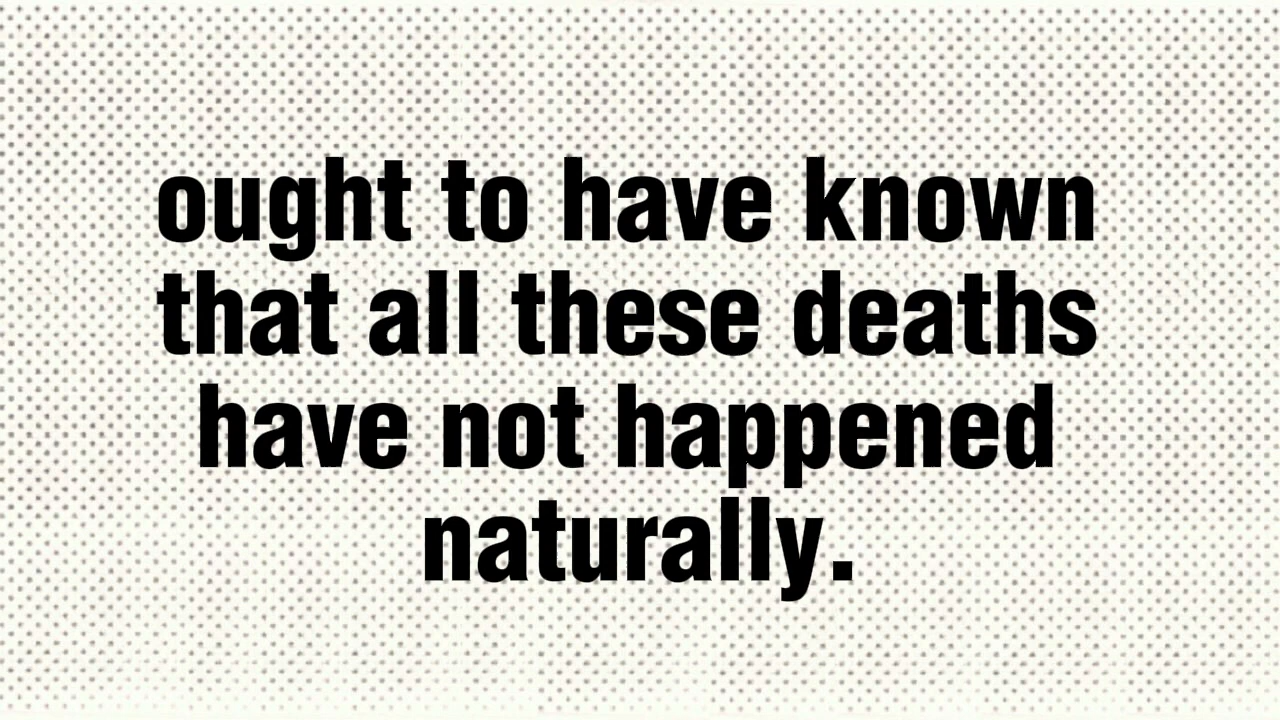 ought to have known
that all these deaths
have not happened
naturally.